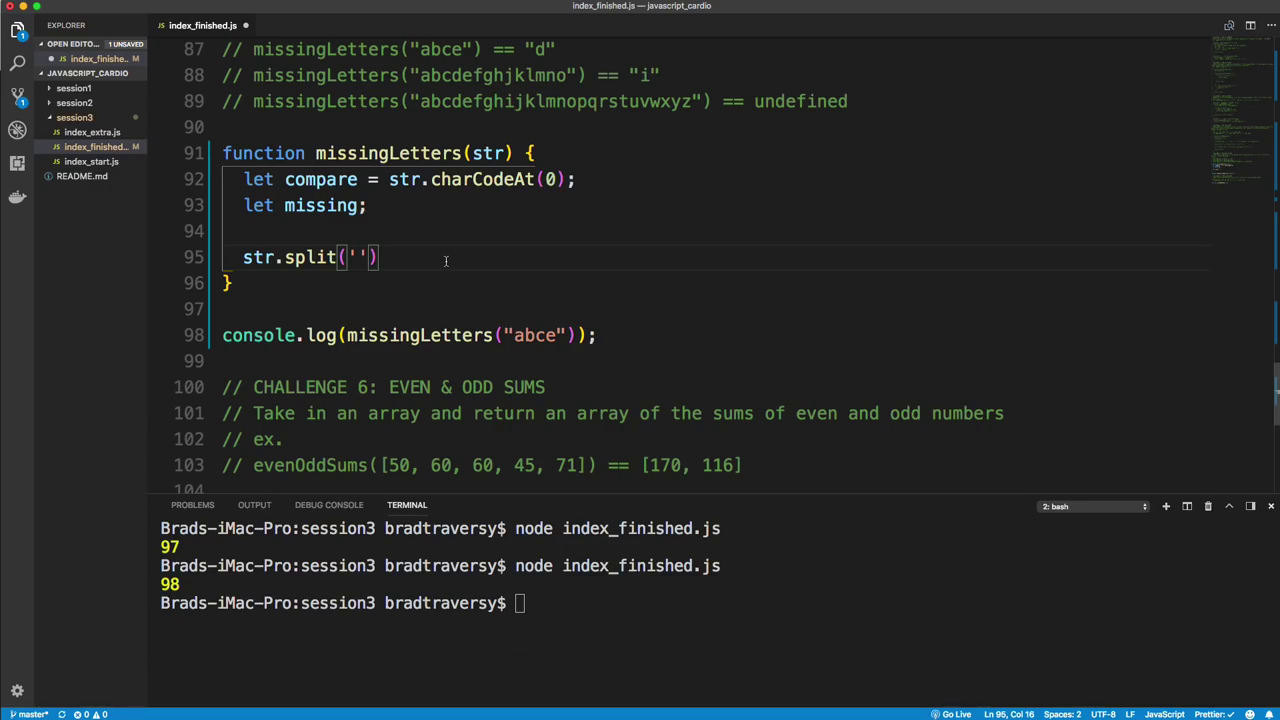 index_finished.js — javascript_cardio
EXPLORER
index_finished.js
OPEN EDITO... 1 UNSAVED
index_finishe... M
JAVASCRIPT_CARDIO
session1
session2
session3
JS index_extra.js
JS index_finished... M
JS index_start.js
README.md
87 // missingLetters("abce") == "d"
88 // missingLetters("abcdefghjklmno") == "i"
89 // missingLetters("abcdefghijklmnopqrstuvwxyz") == undefined
90
91 function missingLetters(str) {
92 let compare = str.charCodeAt(0);
93 let missing;
94
95 str.split('')
96 }
97
98 console.log(missingLetters("abce"));
99
100 // CHALLENGE 6: EVEN & ODD SUMS
101 // Take in an array and return an array of the sums of even and odd numbers
102 // ex.
103 // evenOddSums([50, 60, 60, 45, 71]) == [170, 116]
104
PROBLEMS OUTPUT DEBUG CONSOLE TERMINAL 2: bash
Brads-iMac-Pro:session3 bradtraversy$ node index_finished.js
97
Brads-iMac-Pro:session3 bradtraversy$ node index_finished.js
98
Brads-iMac-Pro:session3 bradtraversy$
master* 0 0 Go Live Ln 95, Col 16 Spaces: 2 UTF-8 LF JavaScript Prettier: ✓